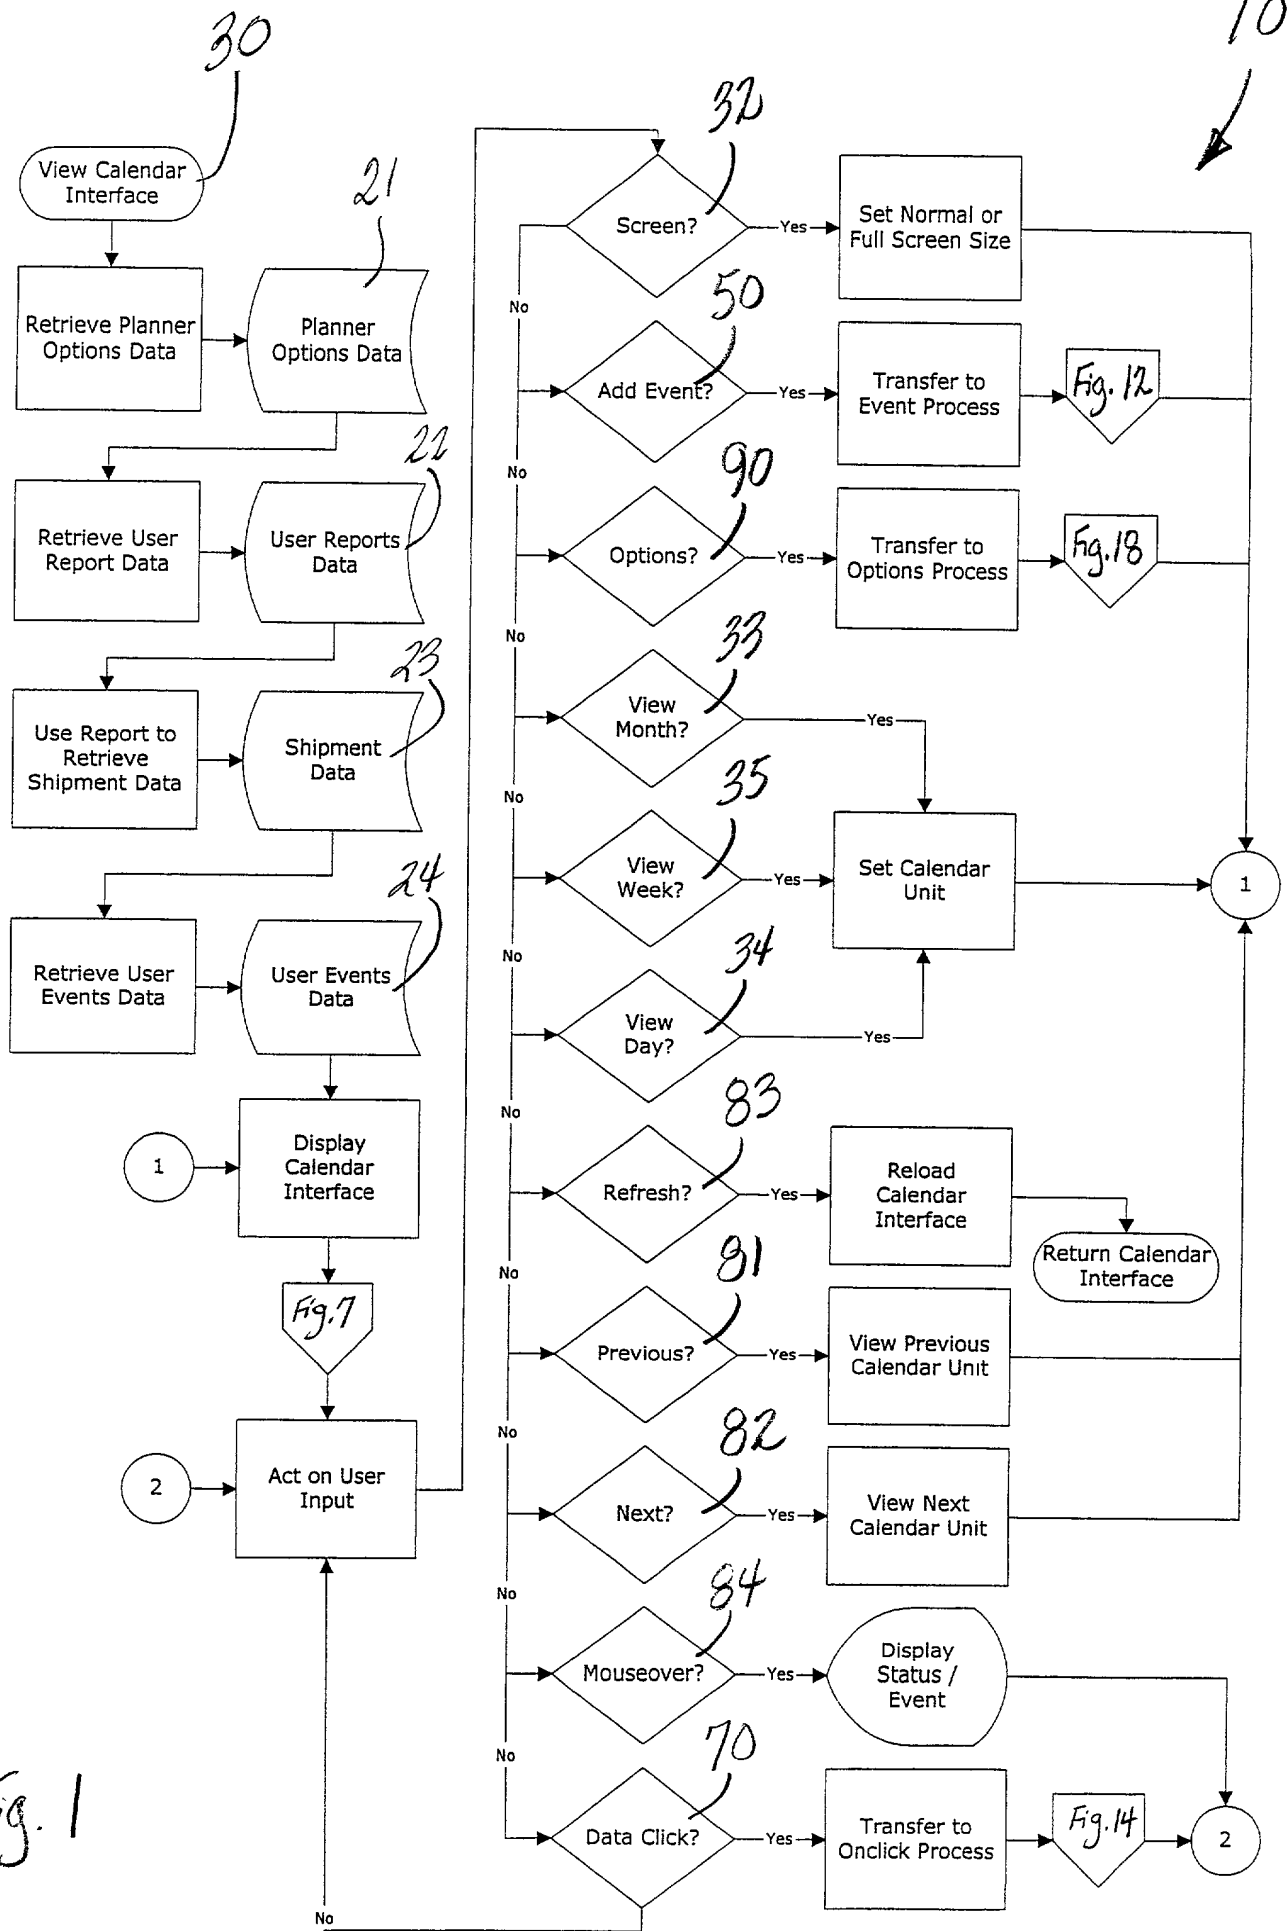 30
10
View Calendar
Interface
21
Retrieve Planner
Options Data
Planner
Options Data
22
Retrieve User
Report Data
User Reports
Data
23
Use Report to
Retrieve
Shipment Data
Shipment
Data
24
Retrieve User
Events Data
User Events
Data
1
Display
Calendar
Interface
Fig.7
2
Act on User
Input
32
Screen?
Yes
Set Normal or
Full Screen Size
No
50
Add Event?
Yes
Transfer to
Event Process
Fig.12
No
90
Options?
Yes
Transfer to
Options Process
Fig.18
No
33
View
Month?
Yes
No
35
View
Week?
Yes
Set Calendar
Unit
1
No
34
View
Day?
Yes
No
83
Refresh?
Yes
Reload
Calendar
Interface
Return Calendar
Interface
No
81
Previous?
Yes
View Previous
Calendar Unit
No
82
Next?
Yes
View Next
Calendar Unit
No
84
Mouseover?
Yes
Display
Status /
Event
No
70
Data Click?
Yes
Transfer to
Onclick Process
Fig.14
2
No
ig. 1